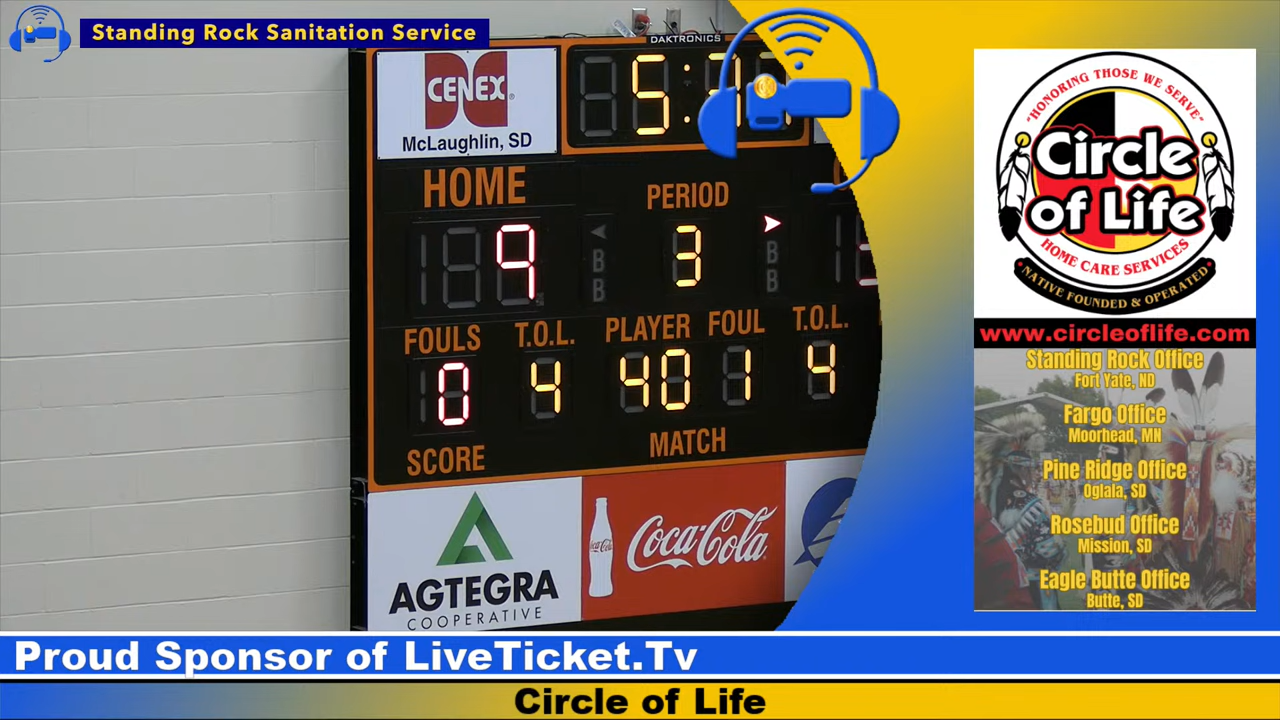 Standing Rock Sanitation Service
DAKTRONICS
CENEX®
McLaughlin, SD
5:
HOME
PERIOD
9
B
B
3
B
B
FOULS
T.O.L.
PLAYER
FOUL
T.O.L.
0
4
40
1
4
SCORE
MATCH
AGTEGRA
COOPERATIVE
Coca-Cola
Coca-Cola
"HONORING THOSE WE SERVE"
Circle
of Life
HOME CARE SERVICES
NATIVE FOUNDED & OPERATED
www.circleoflife.com
Standing Rock Office
Fort Yate, ND
Fargo Office
Moorhead, MN
Pine Ridge Office
Oglala, SD
Rosebud Office
Mission, SD
Eagle Butte Office
Butte, SD
Proud Sponsor of LiveTicket.Tv
Circle of Life